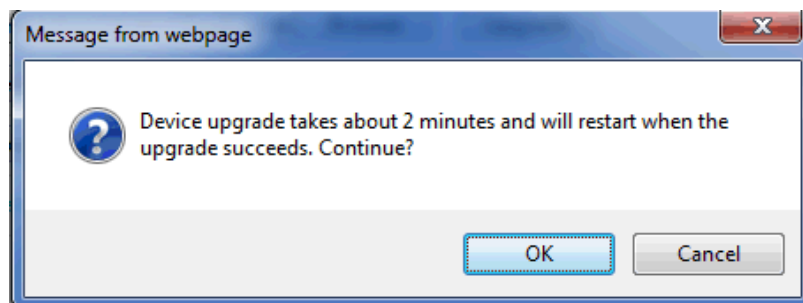 Message from webpage
Device upgrade takes about 2 minutes and will restart when the
upgrade succeeds. Continue?
OK
Cancel